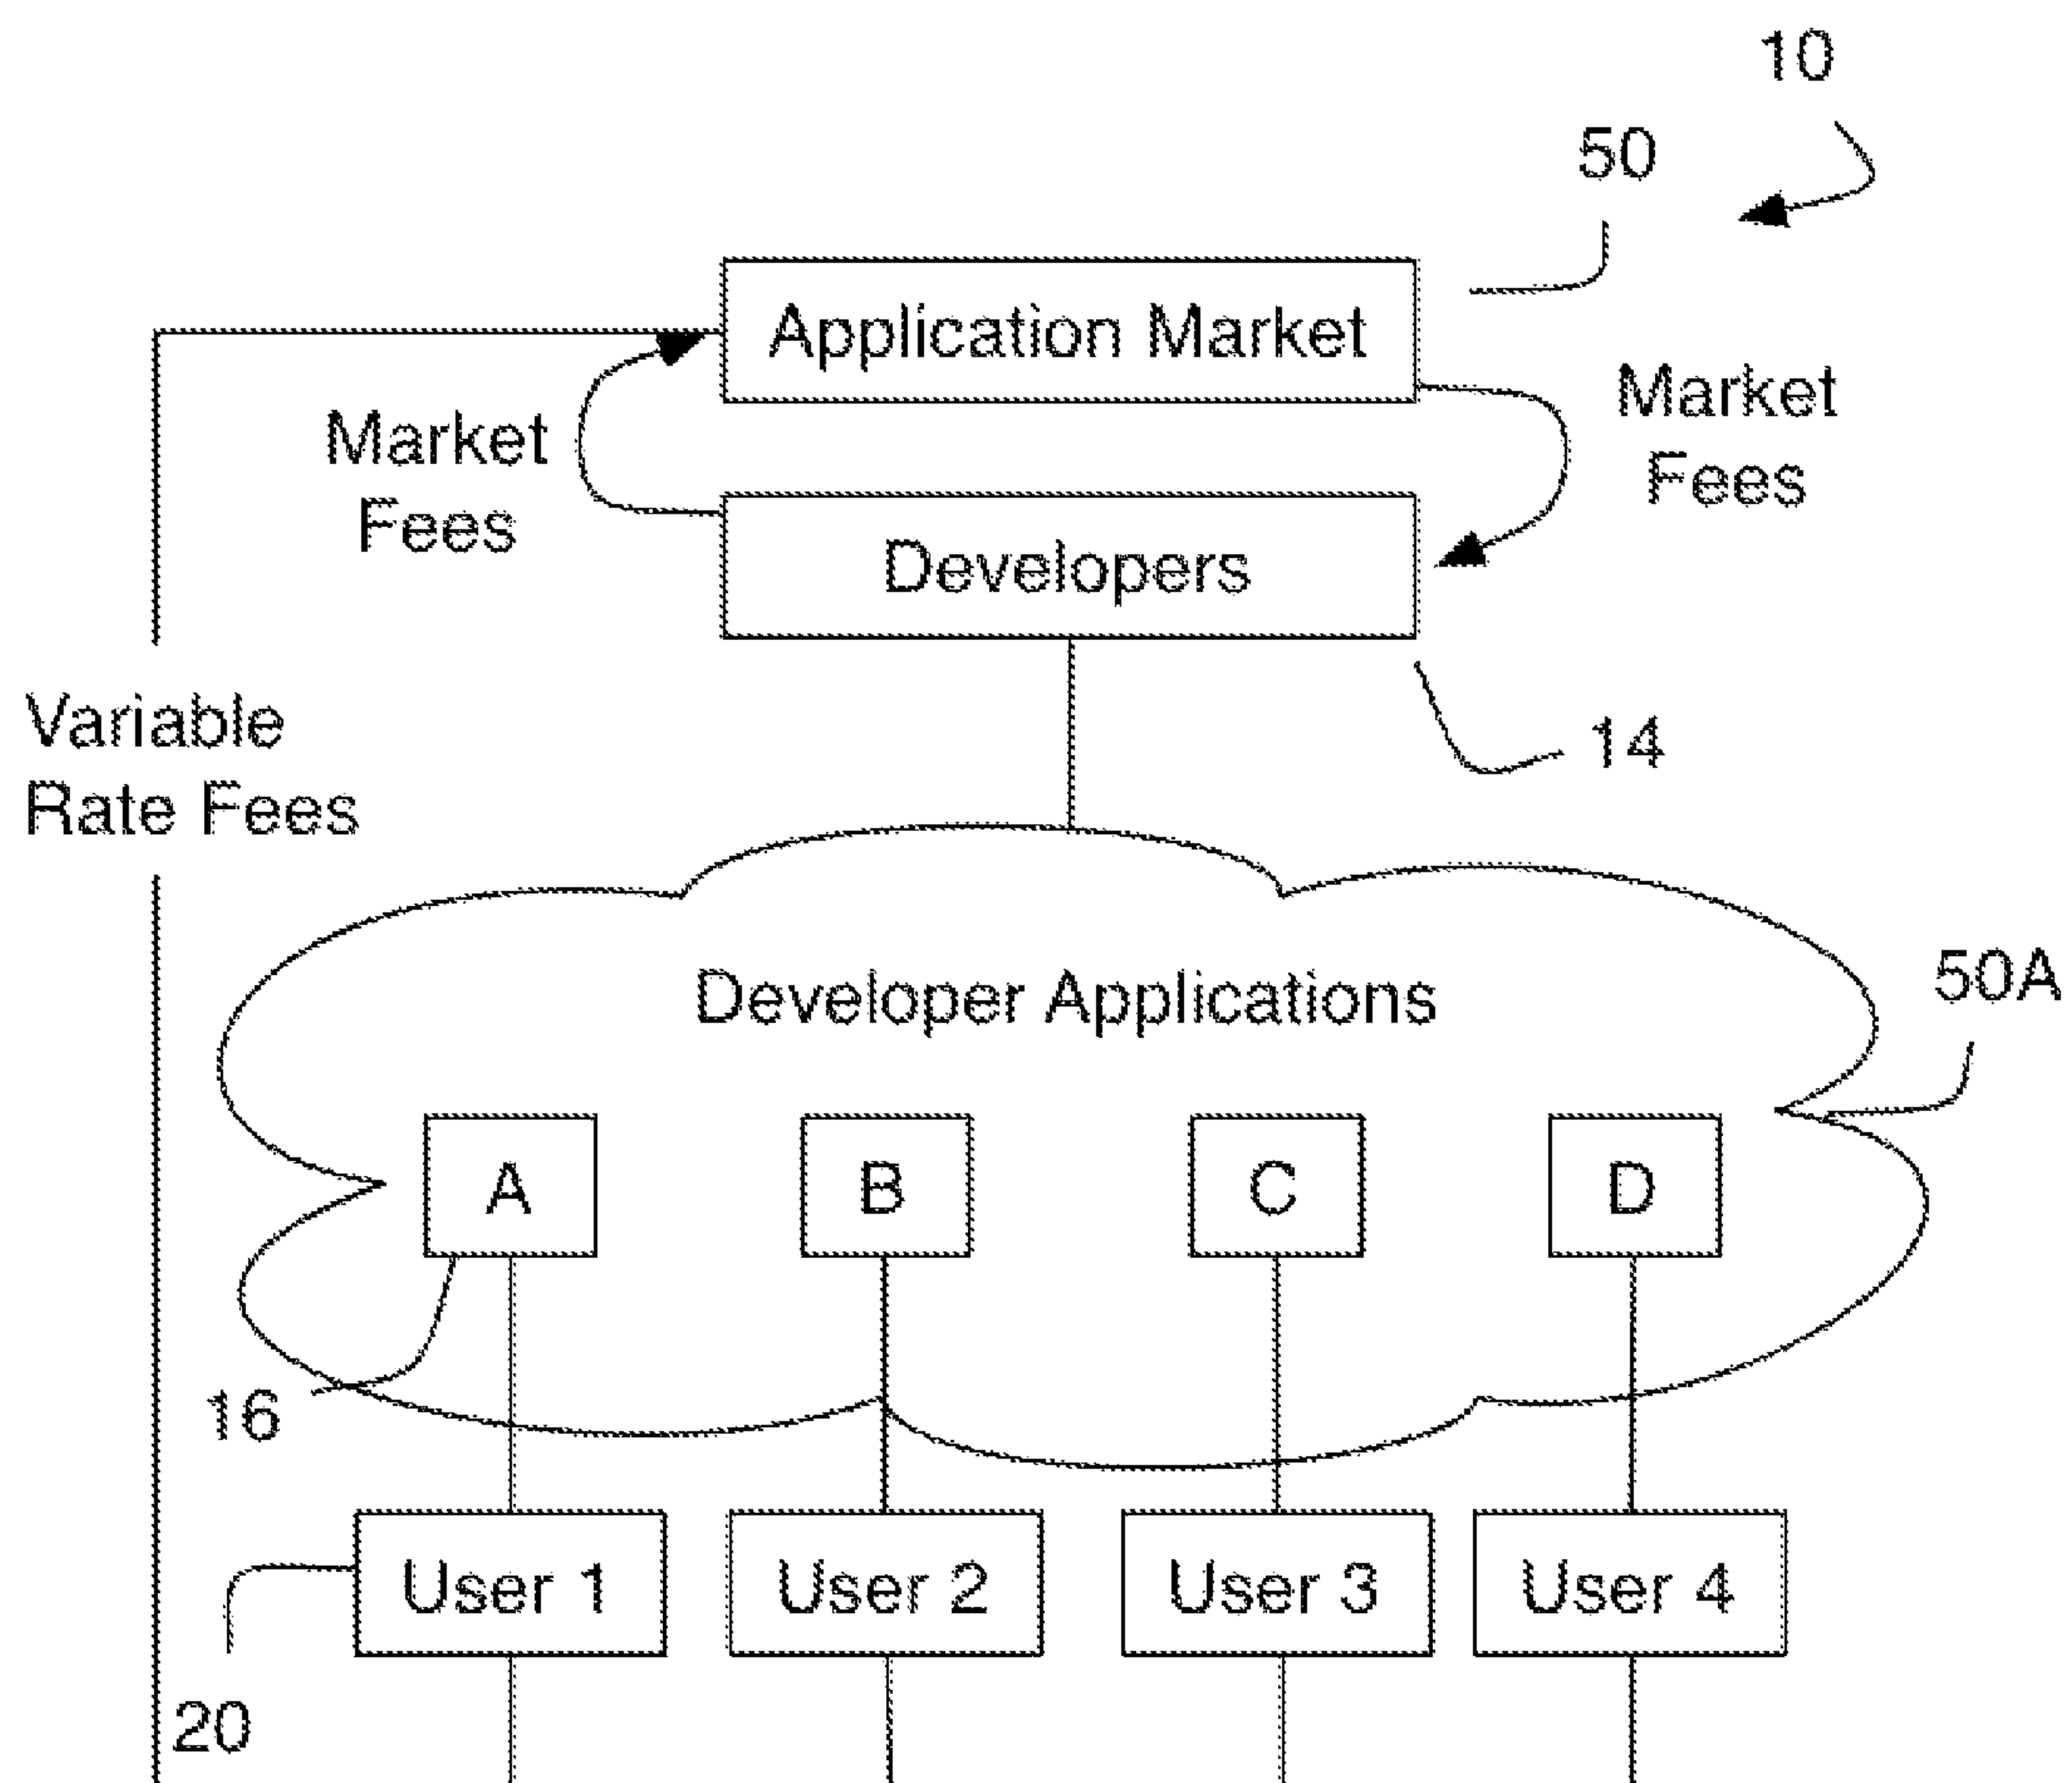 10
50
Application Market
Market
Fees
Market
Fees
Developers
14
Variable
Rate Fees
Developer Applications
50A
A
B
C
D
16
User 1
User 2
User 3
User 4
20